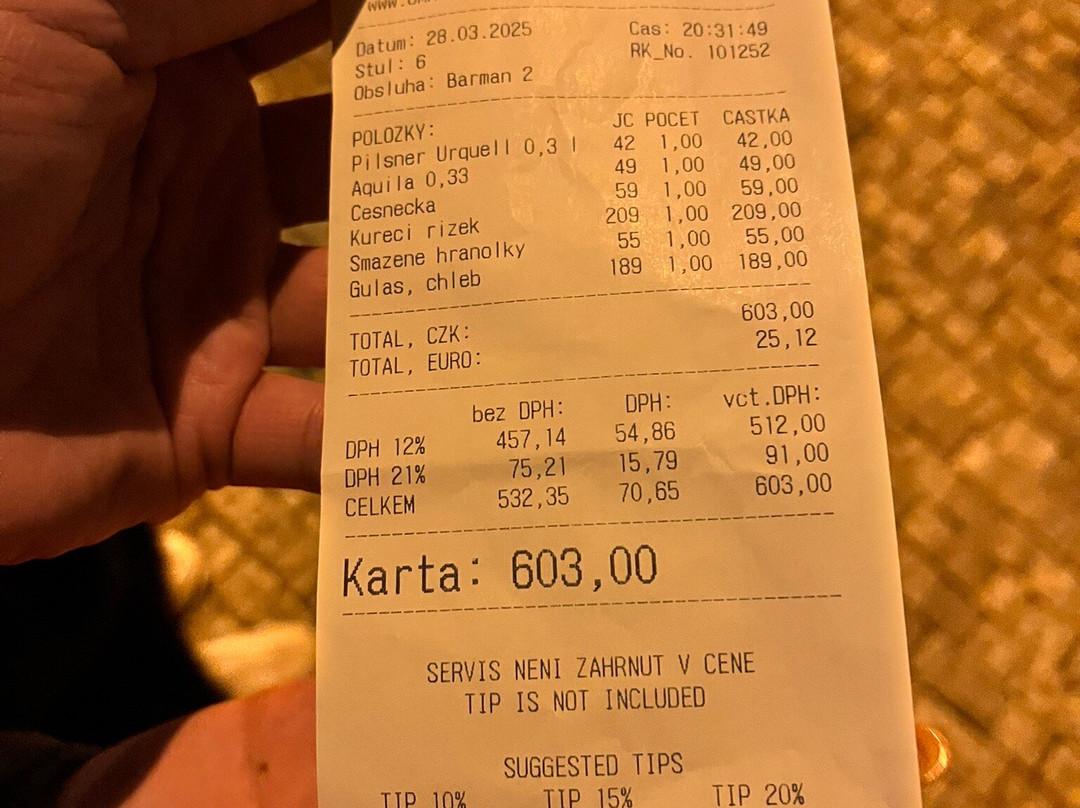 Datum: 28.03.2025 Cas: 20:31:49
Stul: 6 RK_No. 101252
Obsluha: Barman 2
POLOZKY: JC POCET CASTKA
Pilsner Urquell 0,3 l 42 1,00 42,00
Aquila 0,33 49 1,00 49,00
Cesnecka 59 1,00 59,00
Kureci rizek 209 1,00 209,00
Smazene hranolky 55 1,00 55,00
Gulas, chleb 189 1,00 189,00
TOTAL, CZK: 603,00
TOTAL, EURO: 25,12
bez DPH: DPH: vct.DPH:
DPH 12% 457,14 54,86 512,00
DPH 21% 75,21 15,79 91,00
CELKEM 532,35 70,65 603,00
Karta: 603,00
SERVIS NENI ZAHRNUT V CENE
TIP IS NOT INCLUDED
SUGGESTED TIPS
TIP 10% TIP 15% TIP 20%